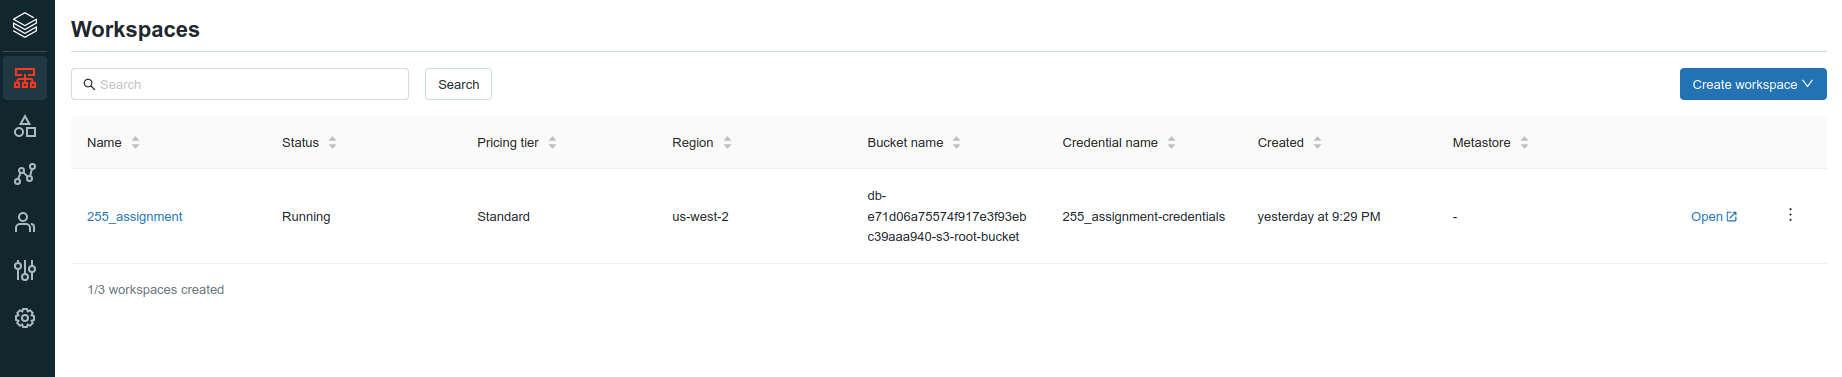 Workspaces
Search
Search
Create workspace
Name Status Pricing tier Region Bucket name Credential name Created Metastore
255_assignment Running Standard us-west-2 db-
e71d06a75574f917e3f93eb
c39aaa940-s3-root-bucket 255_assignment-credentials yesterday at 9:29 PM - Open
1/3 workspaces created